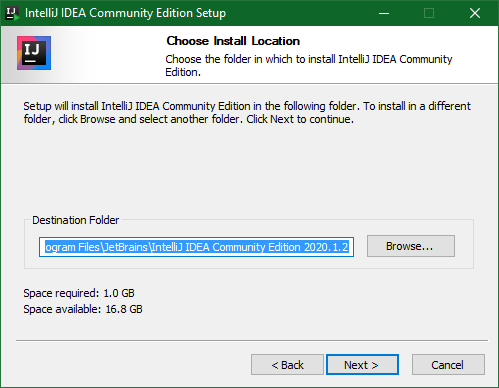 IntelliJ IDEA Community Edition Setup
IJ
Choose Install Location
Choose the folder in which to install IntelliJ IDEA Community
Edition.
Setup will install IntelliJ IDEA Community Edition in the following folder. To install in a different
folder, click Browse and select another folder. Click Next to continue.
Destination Folder
ogram Files\JetBrains\IntelliJ IDEA Community Edition 2020.1.2
Browse...
Space required: 1.0 GB
Space available: 16.8 GB
< Back
Next >
Cancel